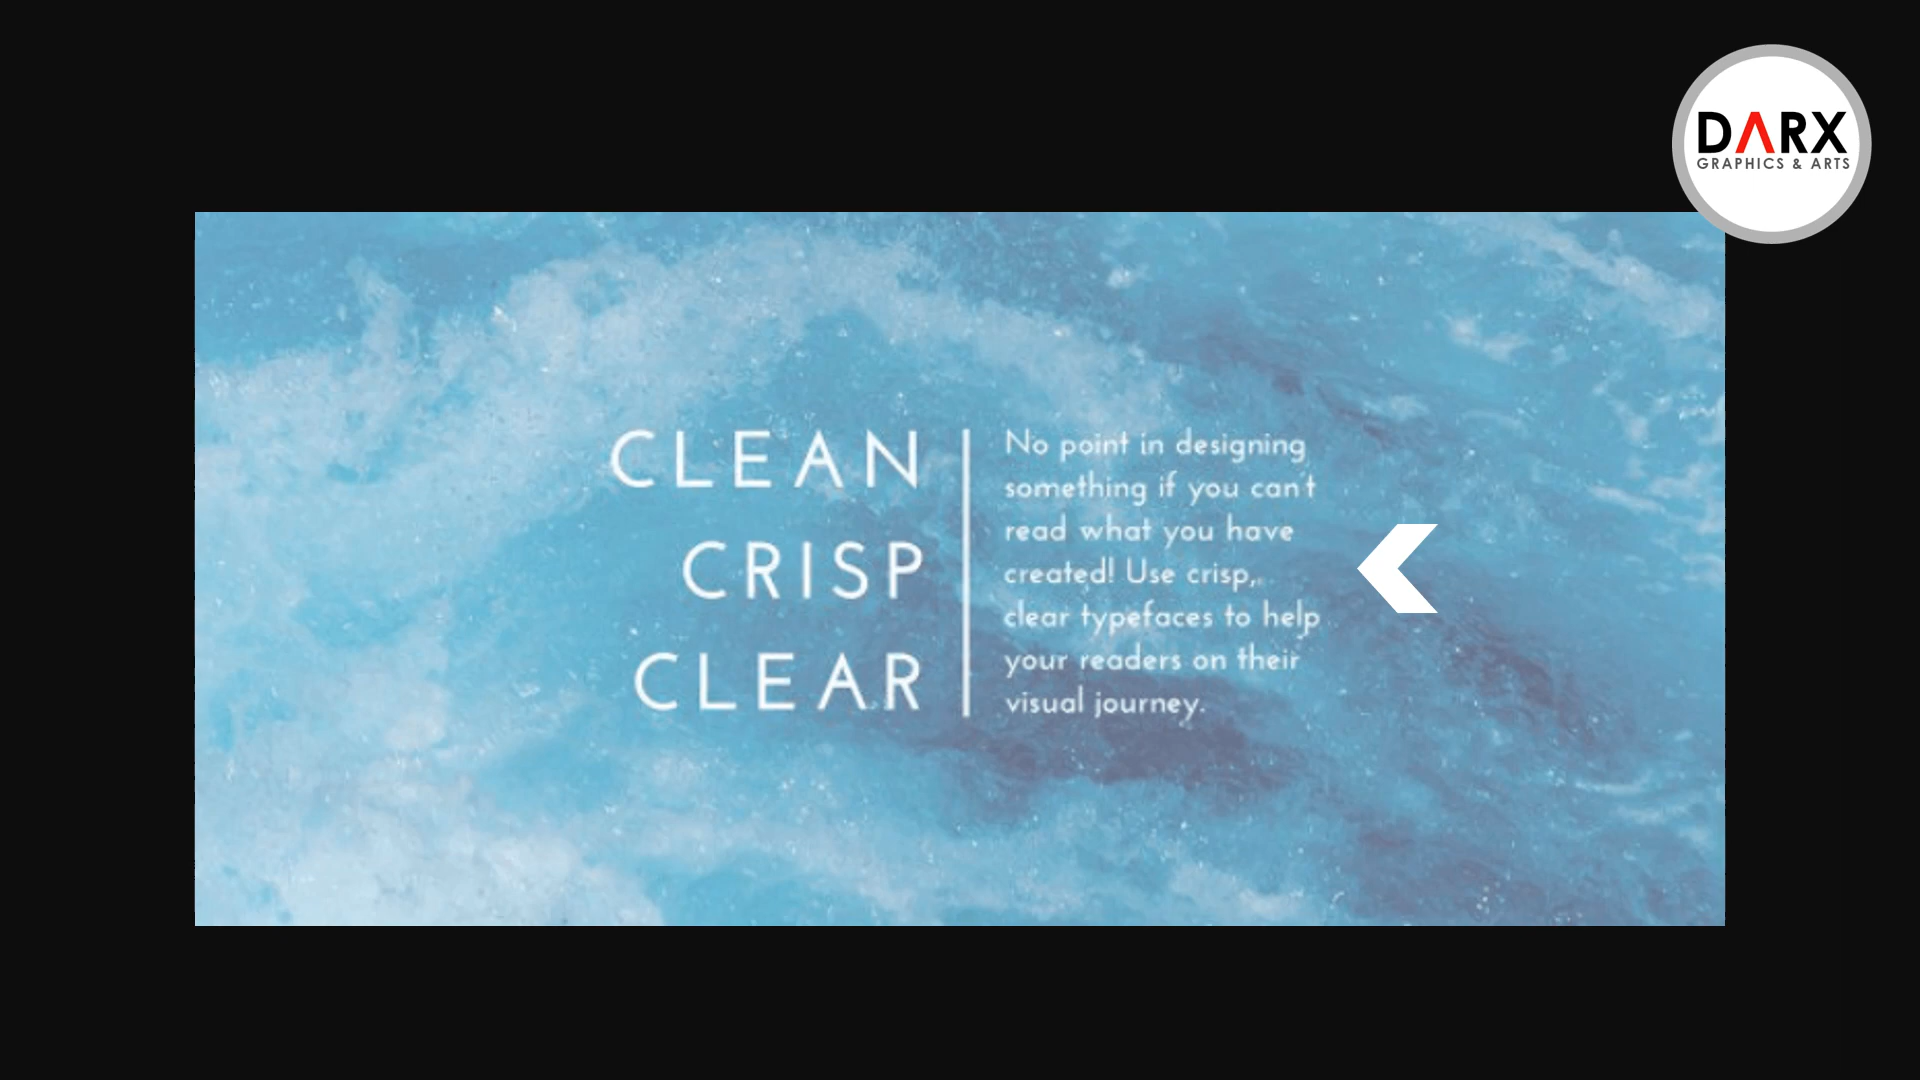 DARX
GRAPHICS & ARTS
CLEAN
CRISP
CLEAR
No point in designing
something if you can't
read what you have
created! Use crisp,
clear typefaces to help
your readers on their
visual journey.